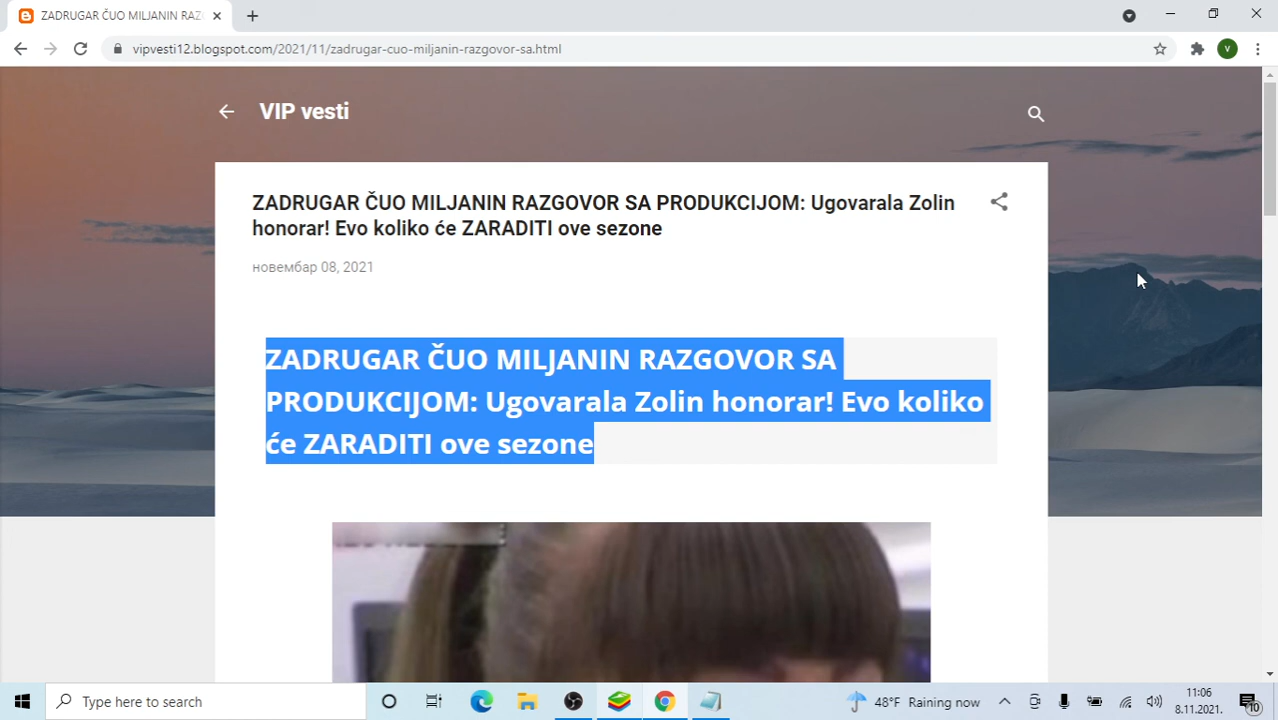 ZADRUGAR ČUO MILJANIN RAZ
vipvesti12.blogspot.com/2021/11/zadrugar-cuo-miljanin-razgovor-sa.html
V
VIP vesti
ZADRUGAR ČUO MILJANIN RAZGOVOR SA PRODUKCIJOM: Ugovarala Zolin
honorar! Evo koliko će ZARADITI ove sezone
новембар 08, 2021
ZADRUGAR ČUO MILJANIN RAZGOVOR SA
PRODUKCIJOM: Ugovarala Zolin honorar! Evo koliko
će ZARADITI ove sezone
Type here to search
48°F Raining now
11:06
8.11.2021.
10